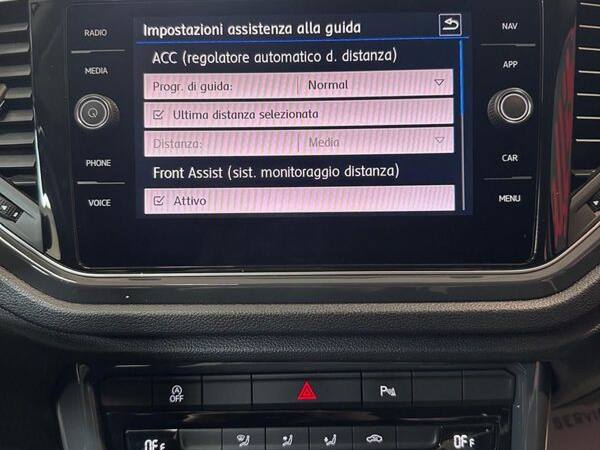 Impostazioni assistenza alla guida
RADIO
NAV
ACC (regolatore automatico d. distanza)
MEDIA
APP
Progr. di guida: Normal
Ultima distanza selezionata
Distanza: Media
PHONE
CAR
Front Assist (sist. monitoraggio distanza)
VOICE
MENU
Attivo
A
OFF
P
OFF
OFF
SERVI